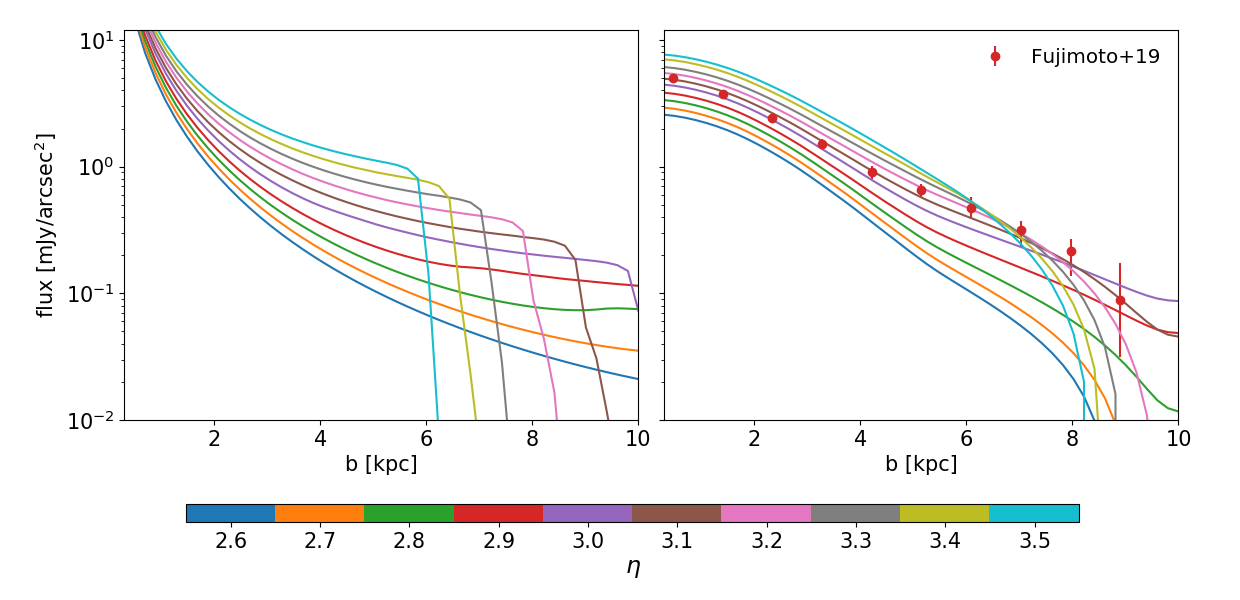 flux [mJy/arcsec²]
10¹
10⁰
10⁻¹
10⁻²
2 4 6 8 10
b [kpc]
Fujimoto+19
2 4 6 8 10
b [kpc]
2.6 2.7 2.8 2.9 3.0 3.1 3.2 3.3 3.4 3.5
η